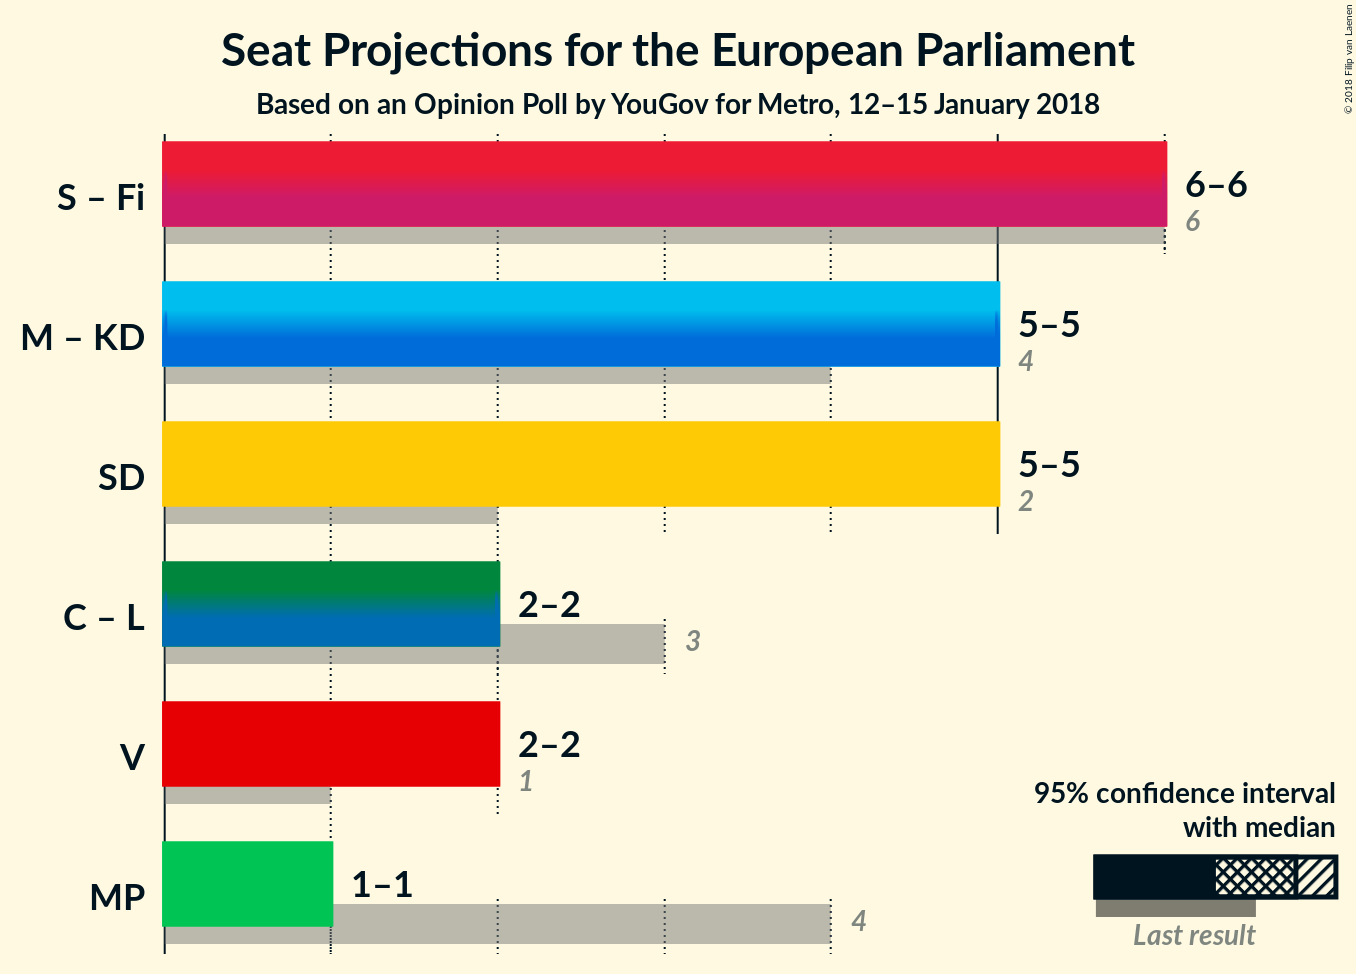 Seat Projections for the European Parliament
Based on an Opinion Poll by YouGov for Metro, 12–15 January 2018
© 2018 Filip van Laenen
S – Fi
6–6
6
M – KD
5–5
4
SD
5–5
2
C – L
2–2
3
V
2–2
1
MP
1–1
4
95% confidence interval
with median
Last result